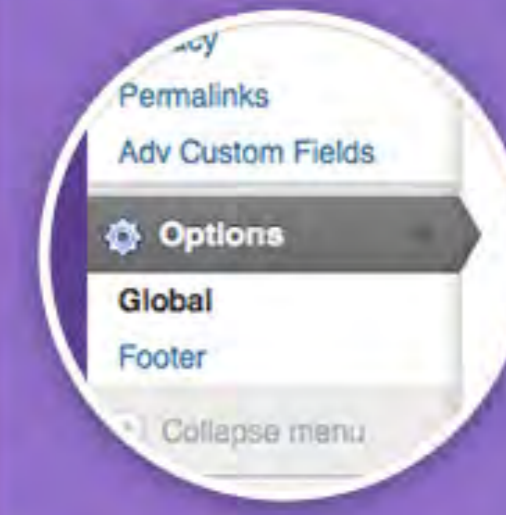 Permalinks
Adv Custom Fields
Options
Global
Footer
Collapse menu